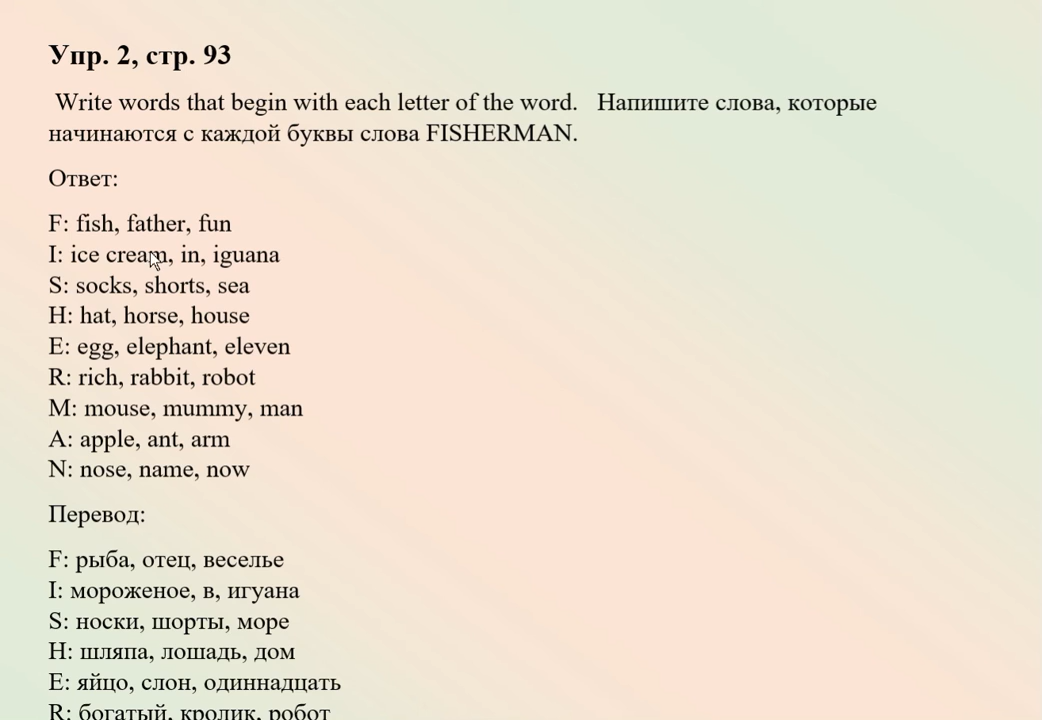 Упр. 2, стр. 93
Write words that begin with each letter of the word. Напишите слова, которые
начинаются с каждой буквы слова FISHERMAN.
Ответ:
F: fish, father, fun
I: ice cream, in, iguana
S: socks, shorts, sea
H: hat, horse, house
E: egg, elephant, eleven
R: rich, rabbit, robot
M: mouse, mummy, man
A: apple, ant, arm
N: nose, name, now
Перевод:
F: рыба, отец, веселье
I: мороженое, в, игуана
S: носки, шорты, море
H: шляпа, лошадь, дом
E: яйцо, слон, одиннадцать
R: богатый, кролик, робот